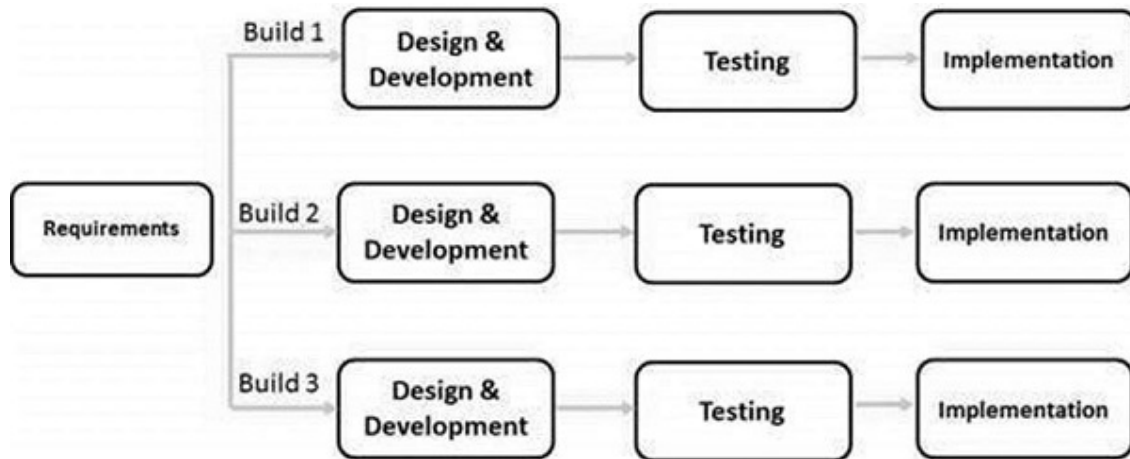 Build 1
Design &
Development
Testing
Implementation
Requirements
Build 2
Design &
Development
Testing
Implementation
Build 3
Design &
Development
Testing
Implementation